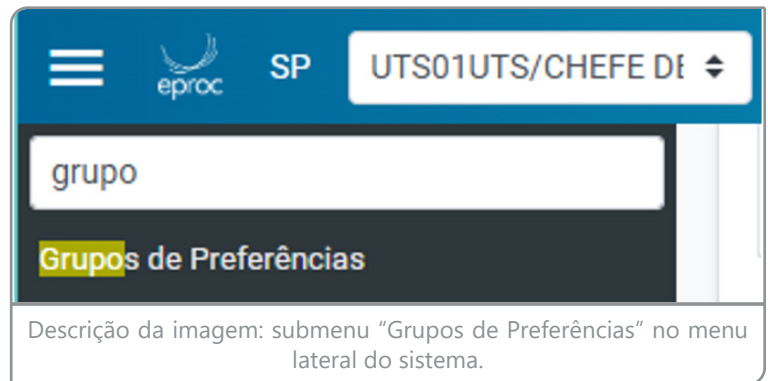 eproc
SP
UTS01UTS/CHEFE DE
grupo
Grupos de Preferências
Descrição da imagem: submenu “Grupos de Preferências” no menu
lateral do sistema.